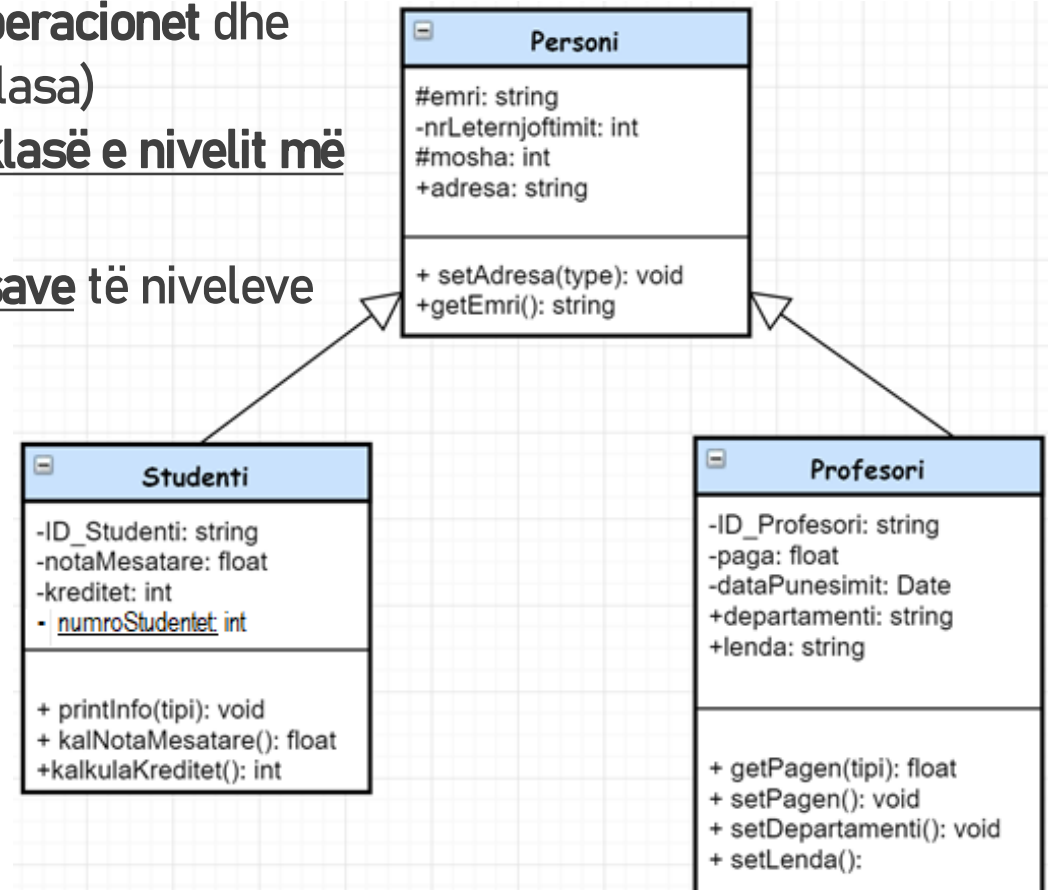 peracionet dhe
lasa)
klasë e nivelit më
save të niveleve
Personi
#emri: string
-nrLeternjoftimit: int
#mosha: int
+adresa: string
+ setAdresa(type): void
+getEmri(): string
Studenti
-ID_Studenti: string
-notaMesatare: float
-kreditet: int
- numroStudentet: int
+ printInfo(tipi): void
+ kalNotaMesatare(): float
+kalkulaKreditet(): int
Profesori
-ID_Profesori: string
-paga: float
-dataPunesimit: Date
+departamenti: string
+lenda: string
+ getPagen(tipi): float
+ setPagen(): void
+ setDepartamenti(): void
+ setLenda():